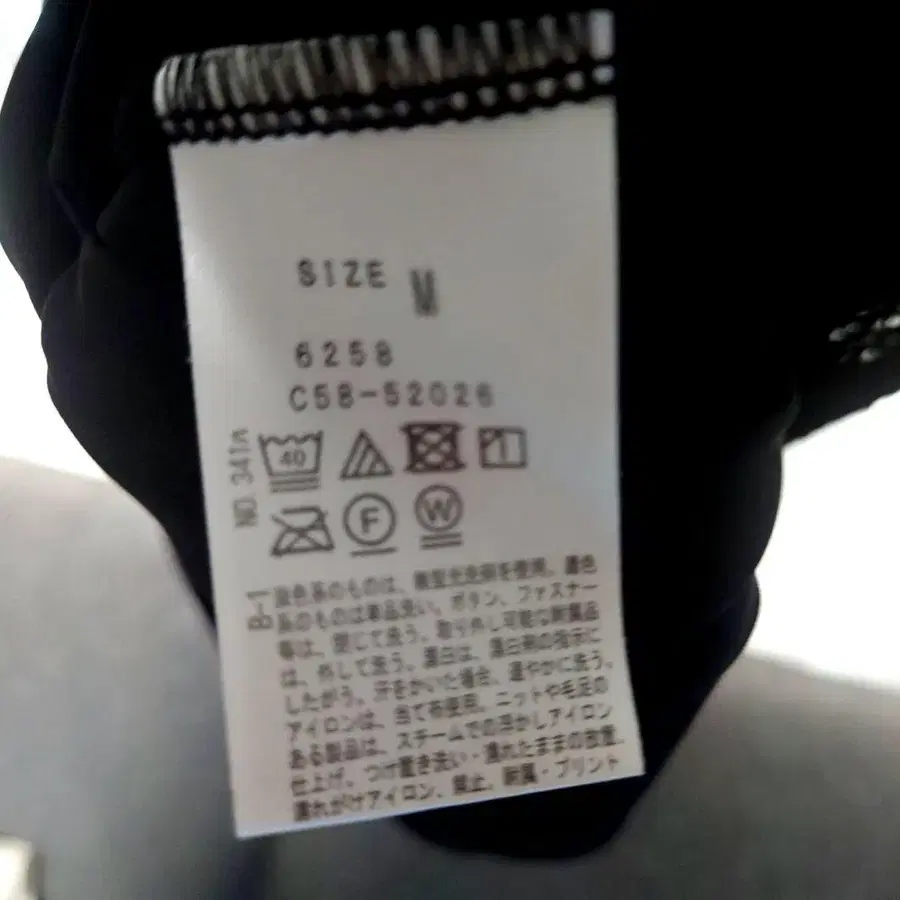 SIZE M
6258
C58-52026
NO.341W
40
F W
B-1
淡色系のものは、無蛍光洗剤を使用。濃色
系のものは単品洗い。ボタン、ファスナー
等は、閉じて洗う。取り外し可能な附属品
は、外して洗う。漂白は、漂白剤の指示に
したがう。汗をかいた場合、速やかに洗う。
アイロンは、当て布使用。ニットや毛足の
ある製品は、スチームでの浮かしアイロン
仕上げ。つけ置き洗い・濡れたままの放置、
濡れがけアイロン、禁止。附属・プリント